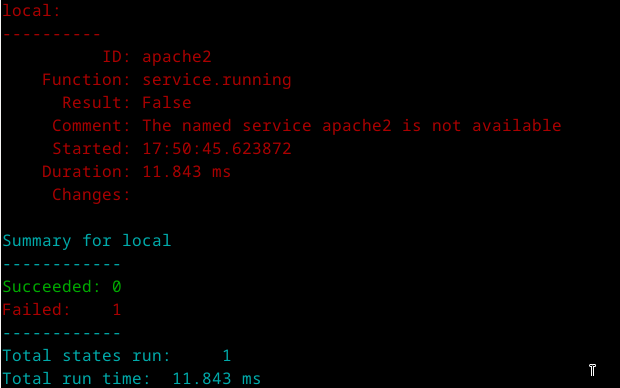 local:
----------
          ID: apache2
    Function: service.running
      Result: False
     Comment: The named service apache2 is not available
     Started: 17:50:45.623872
    Duration: 11.843 ms
     Changes:

Summary for local
------------
Succeeded: 0
Failed:    1
------------
Total states run:     1
Total run time:  11.843 ms